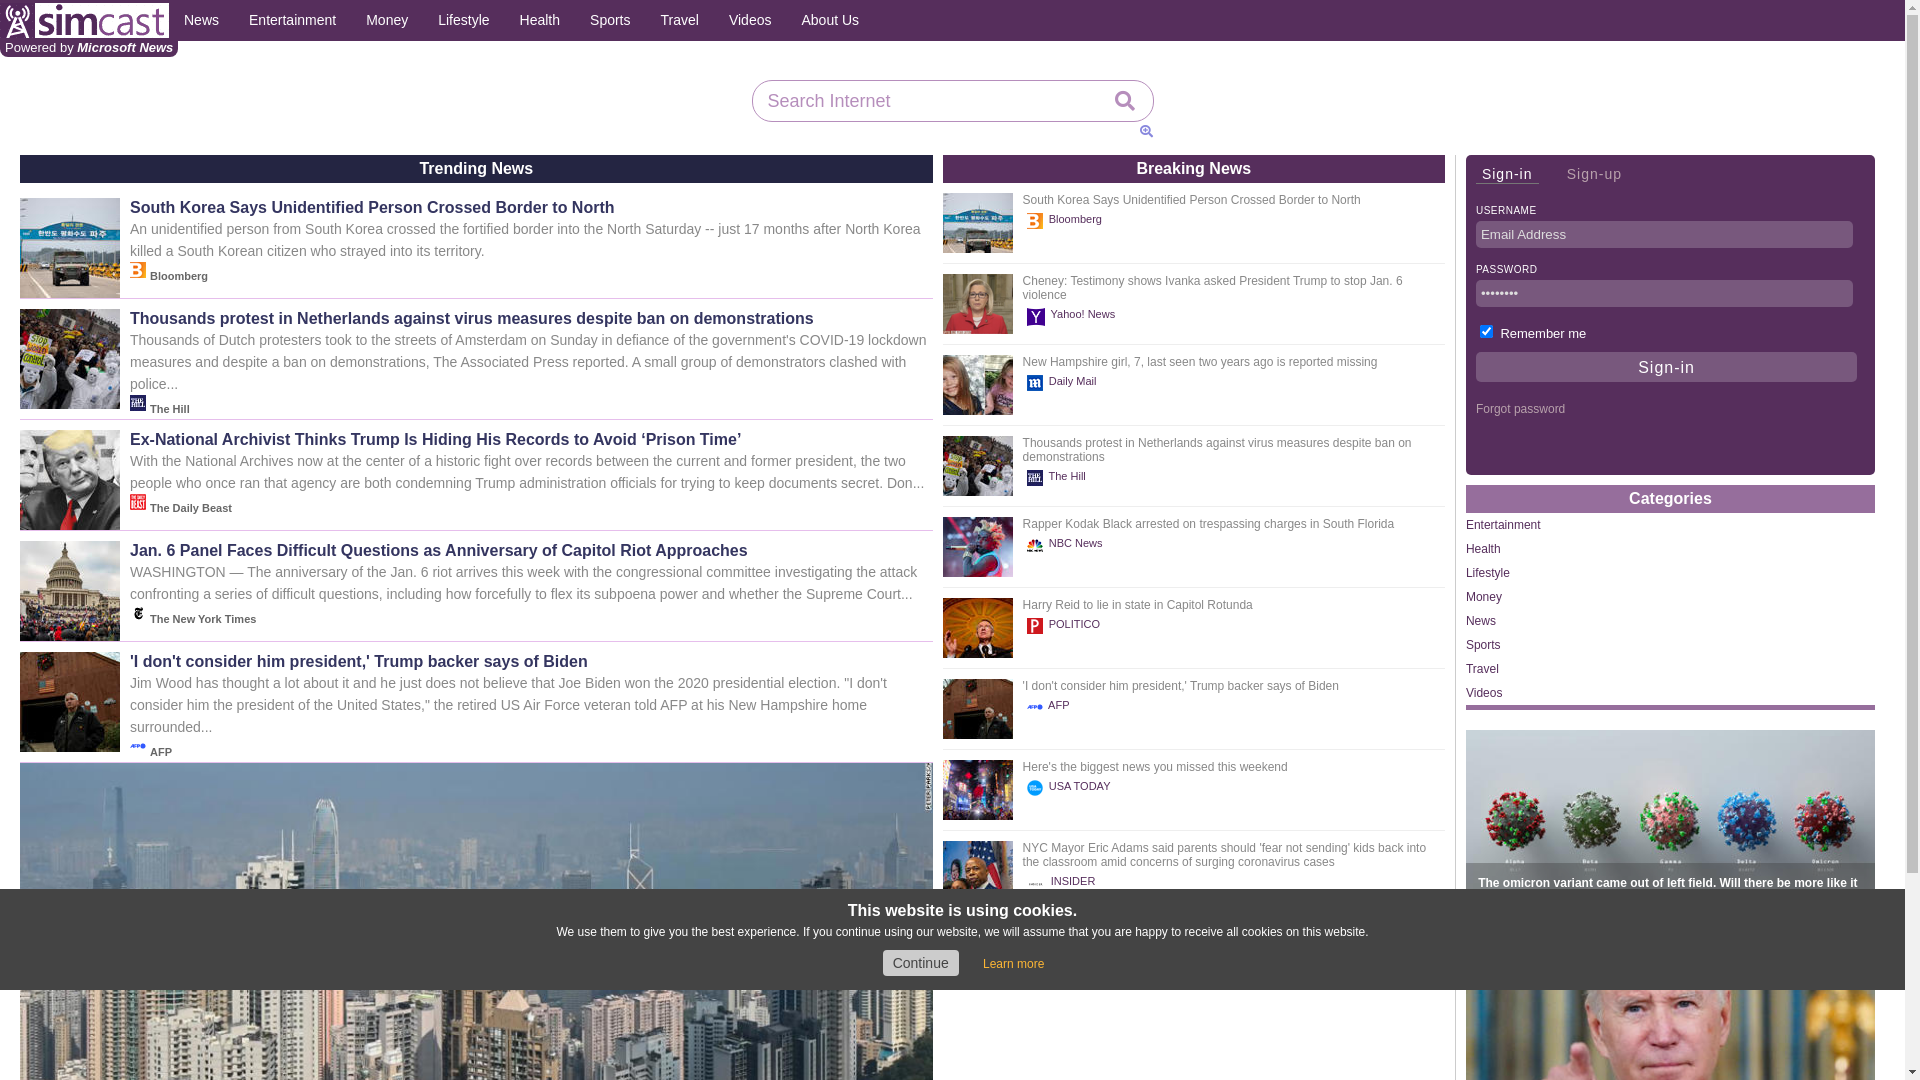 simcast
News
Entertainment
Money
Lifestyle
Health
Sports
Travel
Videos
About Us
Powered by Microsoft News
Search Internet
Trending News
South Korea Says Unidentified Person Crossed Border to North
An unidentified person from South Korea crossed the fortified border into the North Saturday -- just 17 months after North Korea
killed a South Korean citizen who strayed into its territory.
Bloomberg
Thousands protest in Netherlands against virus measures despite ban on demonstrations
Thousands of Dutch protesters took to the streets of Amsterdam on Sunday in defiance of the government's COVID-19 lockdown
measures and despite a ban on demonstrations, The Associated Press reported. A small group of demonstrators clashed with
police...
The Hill
Ex-National Archivist Thinks Trump Is Hiding His Records to Avoid ‘Prison Time’
With the National Archives now at the center of a historic fight over records between the current and former president, the two
people who once ran that agency are both condemning Trump administration officials for trying to keep documents secret. Don...
The Daily Beast
Jan. 6 Panel Faces Difficult Questions as Anniversary of Capitol Riot Approaches
WASHINGTON — The anniversary of the Jan. 6 riot arrives this week with the congressional committee investigating the attack
confronting a series of difficult questions, including how forcefully to flex its subpoena power and whether the Supreme Court...
The New York Times
'I don't consider him president,' Trump backer says of Biden
Jim Wood has thought a lot about it and he just does not believe that Joe Biden won the 2020 presidential election. "I don't
consider him the president of the United States," the retired US Air Force veteran told AFP at his New Hampshire home
surrounded...
AFP
Breaking News
South Korea Says Unidentified Person Crossed Border to North
Bloomberg
Cheney: Testimony shows Ivanka asked President Trump to stop Jan. 6
violence
Yahoo! News
New Hampshire girl, 7, last seen two years ago is reported missing
Daily Mail
Thousands protest in Netherlands against virus measures despite ban on
demonstrations
The Hill
Rapper Kodak Black arrested on trespassing charges in South Florida
NBC News
Harry Reid to lie in state in Capitol Rotunda
POLITICO
'I don't consider him president,' Trump backer says of Biden
AFP
Here's the biggest news you missed this weekend
USA TODAY
NYC Mayor Eric Adams said parents should 'fear not sending' kids back into
the classroom amid concerns of surging coronavirus cases
INSIDER
Sign-in
Sign-up
USERNAME
Email Address
PASSWORD
••••••••
Remember me
Sign-in
Forgot password
Categories
Entertainment
Health
Lifestyle
Money
News
Sports
Travel
Videos
Alpha
Beta
Gamma
Delta
Omicron
The omicron variant came out of left field. Will there be more like it
This website is using cookies.
We use them to give you the best experience. If you continue using our website, we will assume that you are happy to receive all cookies on this website.
Continue
Learn more